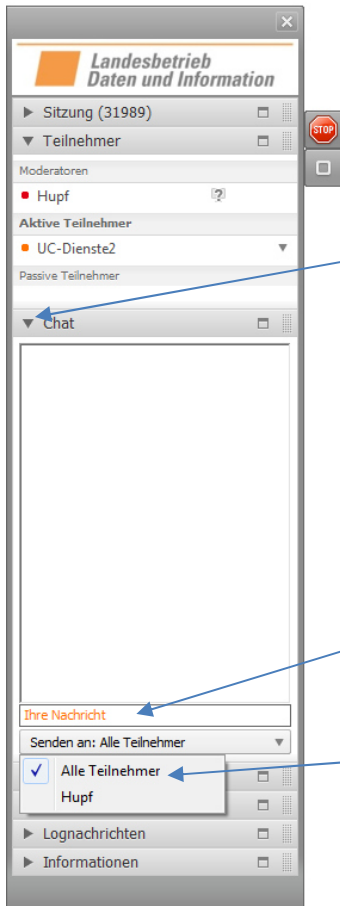 Landesbetrieb
Daten und Information
Sitzung (31989)
STOP
Teilnehmer
Moderatoren
Hupf
Aktive Teilnehmer
UC-Dienste2
Passive Teilnehmer
Chat
Ihre Nachricht
Senden an: Alle Teilnehmer
Alle Teilnehmer
Hupf
Lognachrichten
Informationen